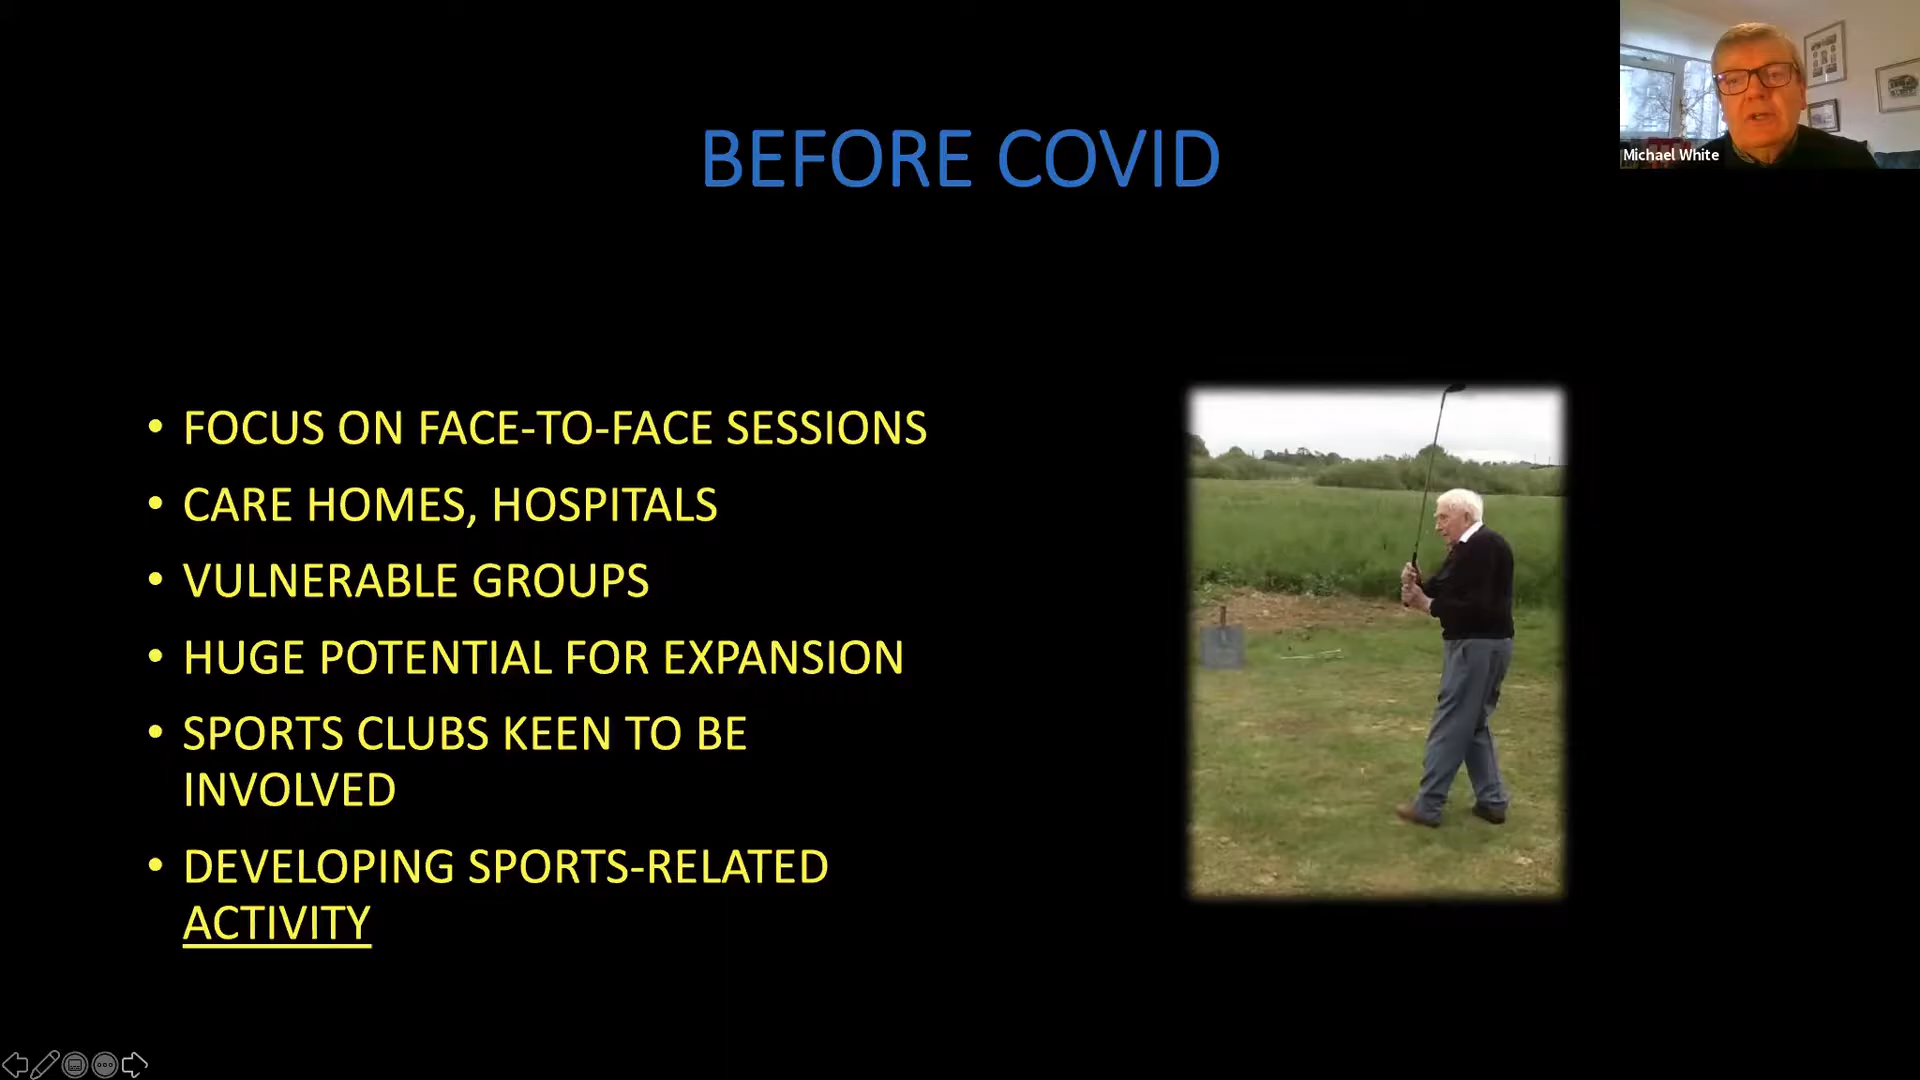 BEFORE COVID
Michael White
• FOCUS ON FACE-TO-FACE SESSIONS
• CARE HOMES, HOSPITALS
• VULNERABLE GROUPS
• HUGE POTENTIAL FOR EXPANSION
• SPORTS CLUBS KEEN TO BE
INVOLVED
• DEVELOPING SPORTS-RELATED
ACTIVITY